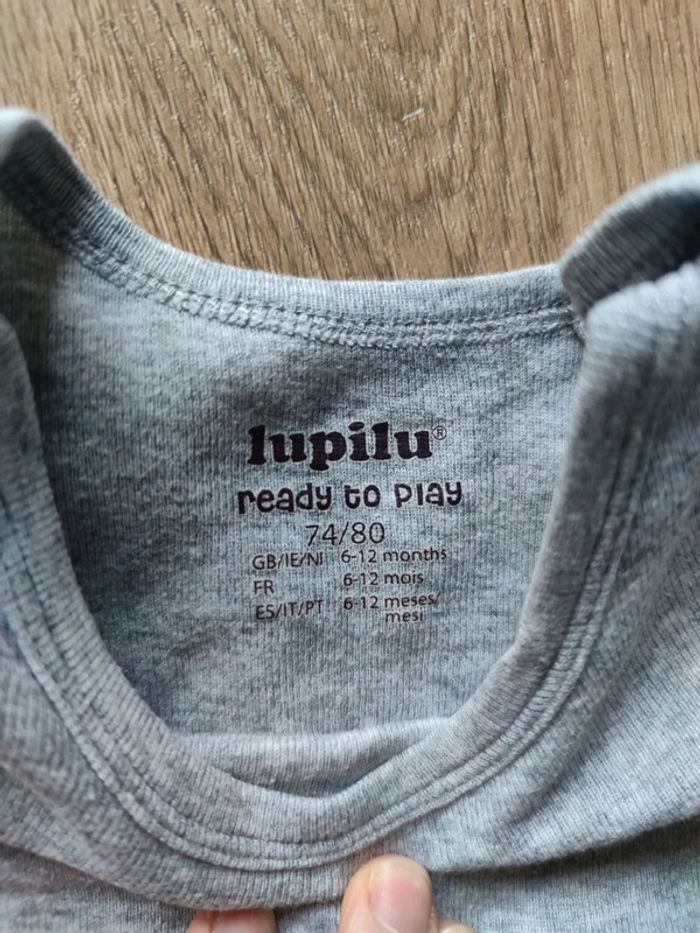 lupilu®
ready to play
74/80
GB/IE/NI 6-12 months
FR 6-12 mois
ES/IT/PT 6-12 meses/
mesi